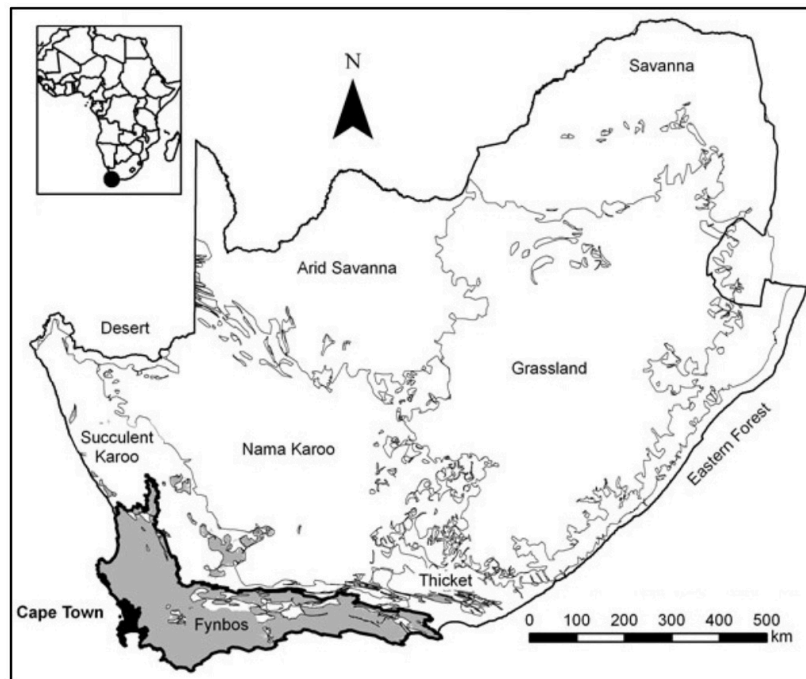 N
Savanna
Arid Savanna
Desert
Grassland
Succulent
Karoo
Nama Karoo
Eastern Forest
Thicket
Cape Town
Fynbos
0 100 200 300 400 500
km